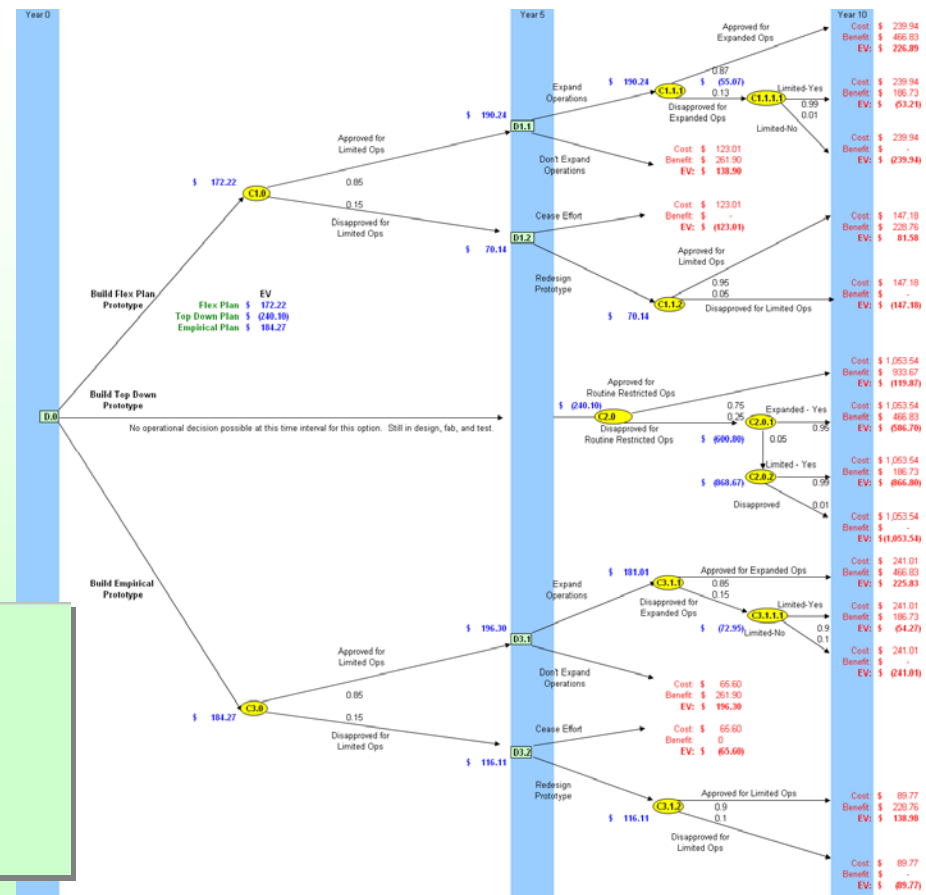 Year 0
Year 5
Year 10
Approved for
Expanded Ops
Cost: $ 239.94
Benefit: $ 466.83
EV: $ 226.89
0.87
$ 190.24
$ (55.07)
Expand
Operations
C1.1.1
0.13
Disapproved for
Expanded Ops
C1.1.1.1
Limited-Yes
0.99
0.01
Limited-No
Cost: $ 239.94
Benefit: $ 186.73
EV: $ (53.21)
Cost: $ 239.94
Benefit: $ -
EV: $ (239.94)
$ 190.24
D1.1
Approved for
Limited Ops
Don't Expand
Operations
Cost: $ 123.01
Benefit: $ 261.90
EV: $ 138.90
$ 172.22
C1.0
0.85
0.15
Disapproved for
Limited Ops
Cease Effort
Cost: $ 123.01
Benefit: $ -
EV: $ (123.01)
D1.2
$ 70.14
Redesign
Prototype
Approved for
Limited Ops
0.95
0.05
C1.1.2
Disapproved for Limited Ops
$ 70.14
Cost: $ 147.18
Benefit: $ 228.76
EV: $ 81.58
Cost: $ 147.18
Benefit: $ -
EV: $ (147.18)
Build Flex Plan
Prototype
EV
Flex Plan $ 172.22
Top Down Plan $ (240.10)
Empirical Plan $ 184.27
Build Top Down
Prototype
D.0
No operational decision possible at this time interval for this option. Still in design, fab, and test.
Approved for
Routine Restricted Ops
$ (240.10)
C2.0
0.75
0.25
Disapproved for
Routine Restricted Ops
Expanded - Yes
C2.0.1
0.95
$ (600.80)
0.05
Limited - Yes
C2.0.2
0.99
$ (868.67)
Disapproved
0.01
Cost: $ 1,053.54
Benefit: $ 933.67
EV: $ (119.87)
Cost: $ 1,053.54
Benefit: $ 466.83
EV: $ (586.70)
Cost: $ 1,053.54
Benefit: $ 186.73
EV: $ (866.80)
Cost: $ 1,053.54
Benefit: $ -
EV: $ (1,053.54)
Build Empirical
Prototype
$ 181.01
Expand
Operations
C3.1.1
Approved for Expanded Ops
0.85
0.15
Disapproved for
Expanded Ops
C3.1.1.1
Limited-Yes
0.9
0.1
$ (72.95)
Limited-No
Cost: $ 241.01
Benefit: $ 466.83
EV: $ 225.83
Cost: $ 241.01
Benefit: $ 186.73
EV: $ (54.27)
Cost: $ 241.01
Benefit: $ -
EV: $ (241.01)
$ 196.30
D3.1
Approved for
Limited Ops
Don't Expand
Operations
Cost: $ 65.60
Benefit: $ 261.90
EV: $ 196.30
0.85
C3.0
$ 184.27
0.15
Disapproved for
Limited Ops
Cease Effort
Cost: $ 65.60
Benefit: 0
EV: $ (65.60)
D3.2
$ 116.11
Redesign
Prototype
C3.1.2
Approved for Limited Ops
0.9
0.1
$ 116.11
Disapproved for
Limited Ops
Cost: $ 89.77
Benefit: $ 228.76
EV: $ 138.98
Cost: $ 89.77
Benefit: $ -
EV: $ (89.77)